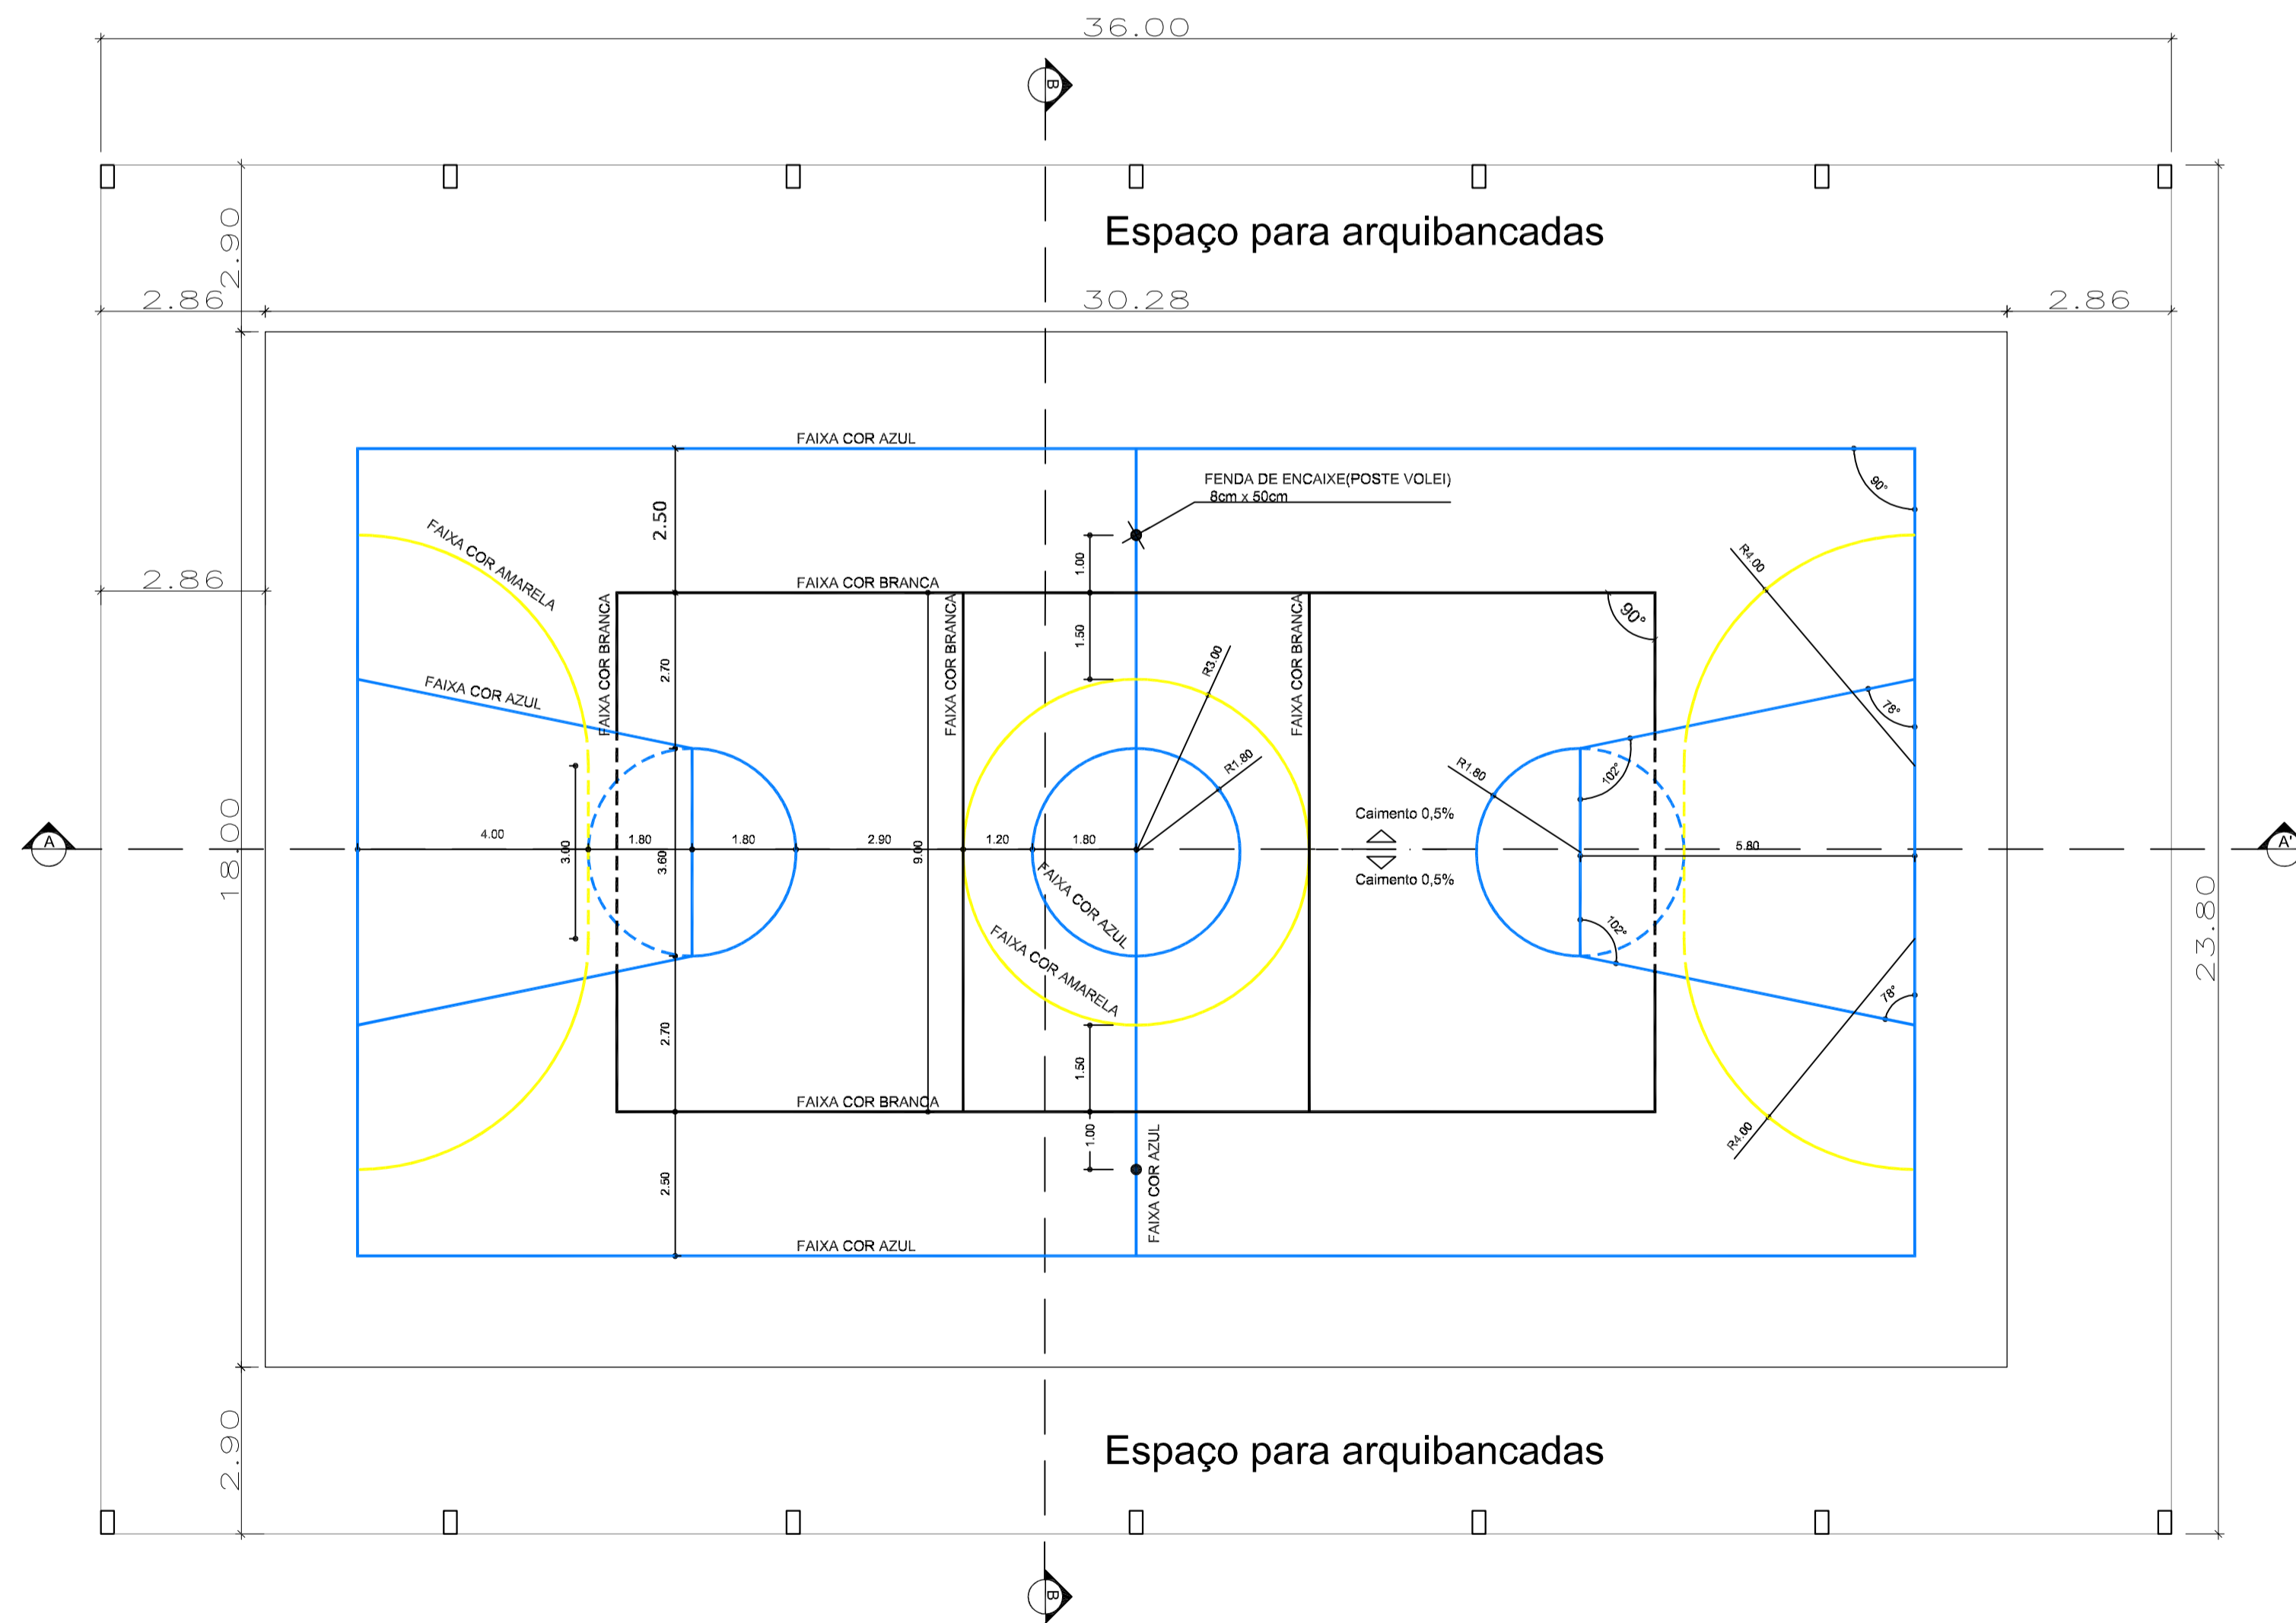 36.00
B
Espaço para arquibancadas
2.90
2.86
30.28
2.86
FAIXA COR AZUL
FENDA DE ENCAIXE(POSTE VOLEI)
8cm x 50cm
90°
2.50
FAIXA COR AMARELA
1.00
R4.00
2.86
FAIXA COR BRANCA
FAIXA COR BRANCA
FAIXA COR BRANCA
FAIXA COR BRANCA
90°
2.70
1.50
R3.00
FAIXA COR AZUL
78°
R1.80
R1.80
102°
Caimento 0,5%
A
18.00
4.00
3.00
1.80
3.60
1.80
2.90
9.00
1.20
1.80
5.80
A'
Caimento 0,5%
FAIXA COR AZUL
FAIXA COR AMARELA
102°
23.80
78°
2.70
1.50
FAIXA COR BRANCA
1.00
R4.00
2.50
FAIXA COR AZUL
FAIXA COR AZUL
2.90
Espaço para arquibancadas
B